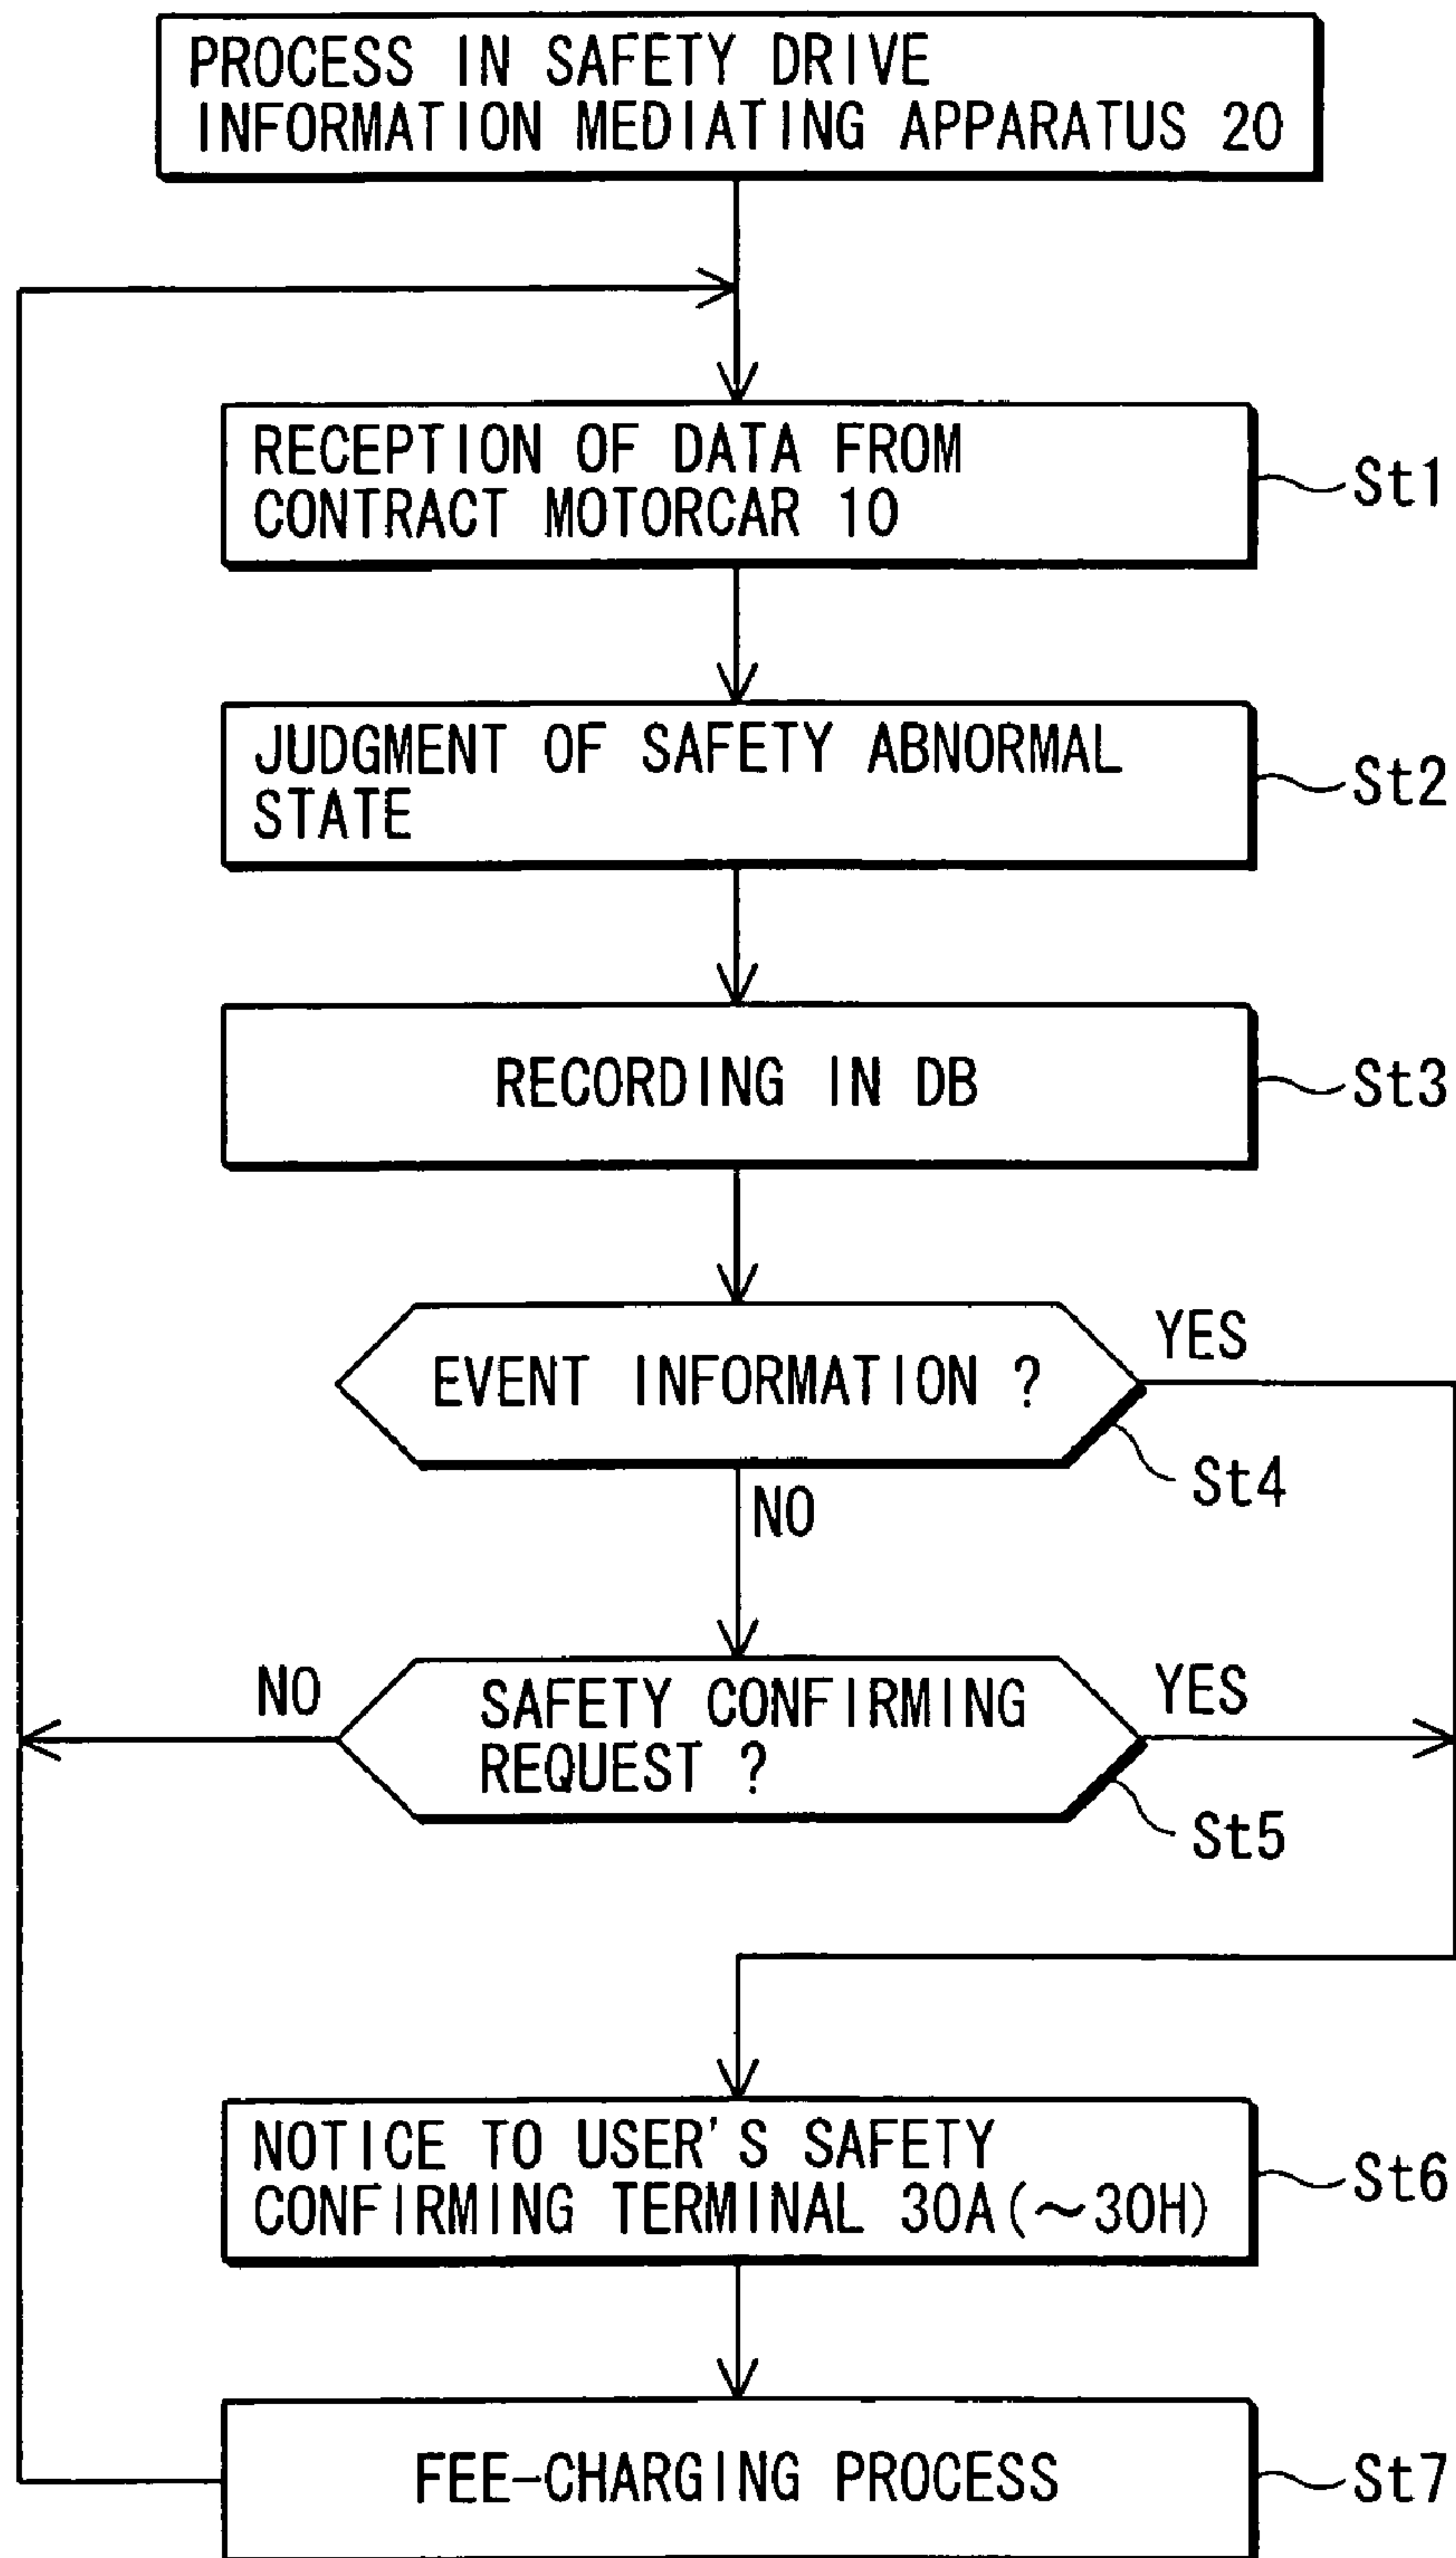 PROCESS IN SAFETY DRIVE
INFORMATION MEDIATING APPARATUS 20
RECEPTION OF DATA FROM
CONTRACT MOTORCAR 10
St1
JUDGMENT OF SAFETY ABNORMAL
STATE
St2
RECORDING IN DB
St3
EVENT INFORMATION ?
YES
St4
NO
SAFETY CONFIRMING
REQUEST ?
NO
YES
St5
NOTICE TO USER'S SAFETY
CONFIRMING TERMINAL 30A(~30H)
St6
FEE-CHARGING PROCESS
St7